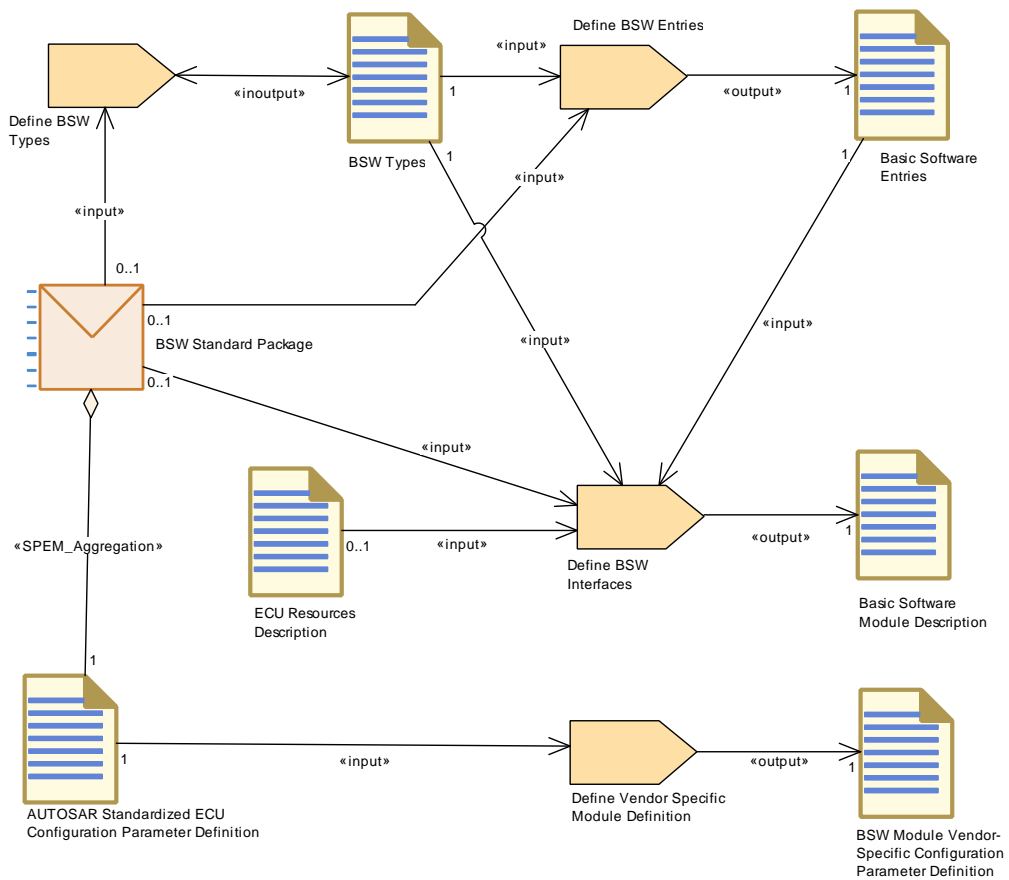 Define BSW Entries
«input»
«inoutput»
1
«output»
1
Define BSW
Types
BSW Types
1
1
Basic Software
Entries
«input»
«input»
0..1
0..1
BSW Standard Package
«input»
«input»
0..1
«input»
«SPEM_Aggregation»
0..1
«input»
«output»
1
Define BSW
Interfaces
ECU Resources
Description
Basic Software
Module Description
1
1
«input»
«output»
1
Define Vendor Specific
Module Definition
AUTOSAR Standardized ECU
Configuration Parameter Definition
BSW Module Vendor-
Specific Configuration
Parameter Definition